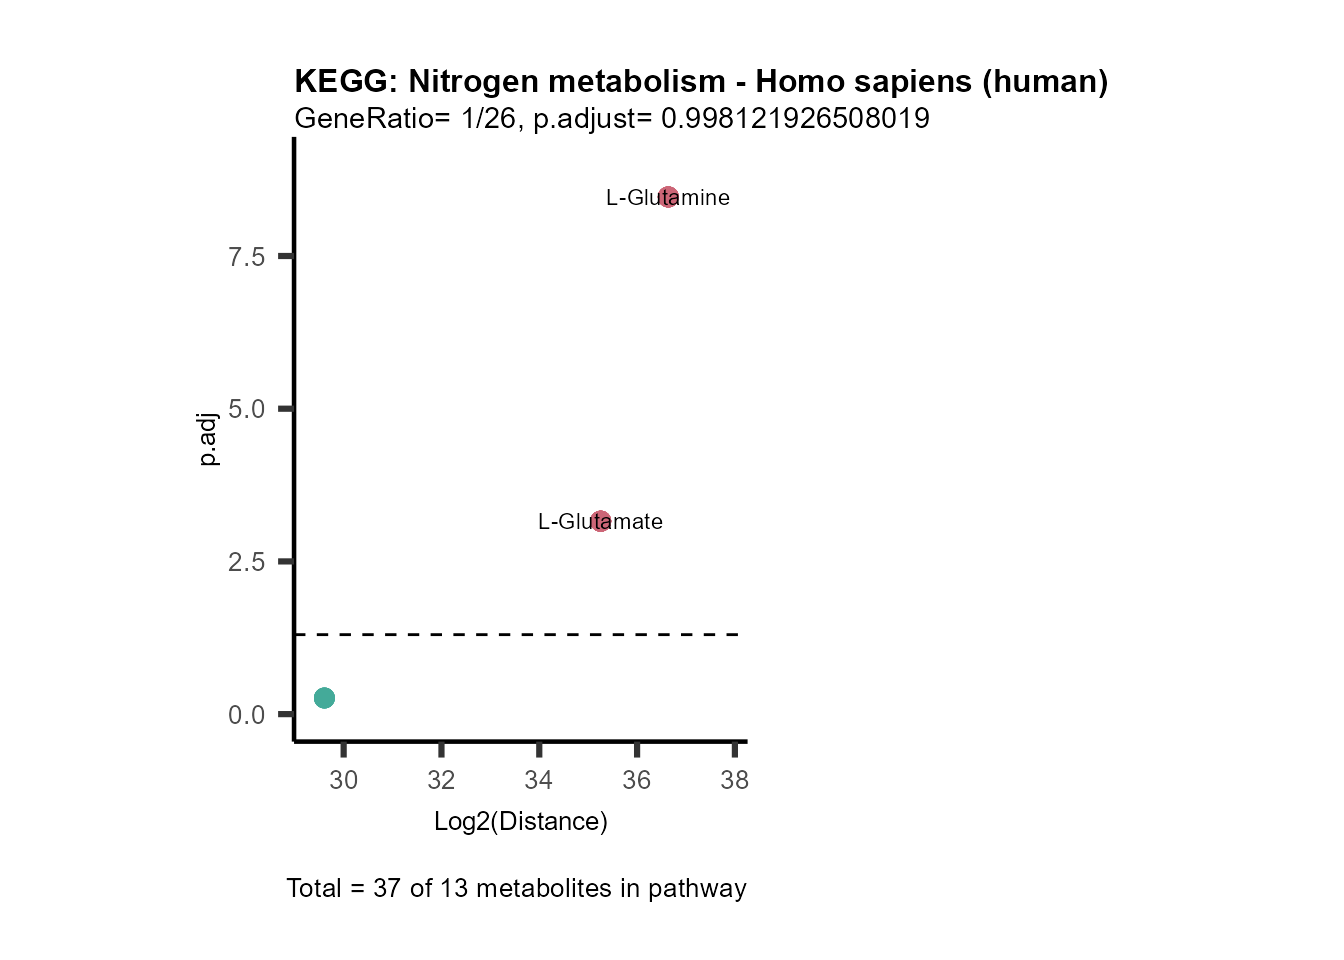 KEGG: Nitrogen metabolism - Homo sapiens (human)
GeneRatio= 1/26, p.adjust= 0.998121926508019
L-Glutamine
7.5
5.0
p.adj
L-Glutamate
2.5
0.0
30 32 34 36 38
Log2(Distance)
Total = 37 of 13 metabolites in pathway